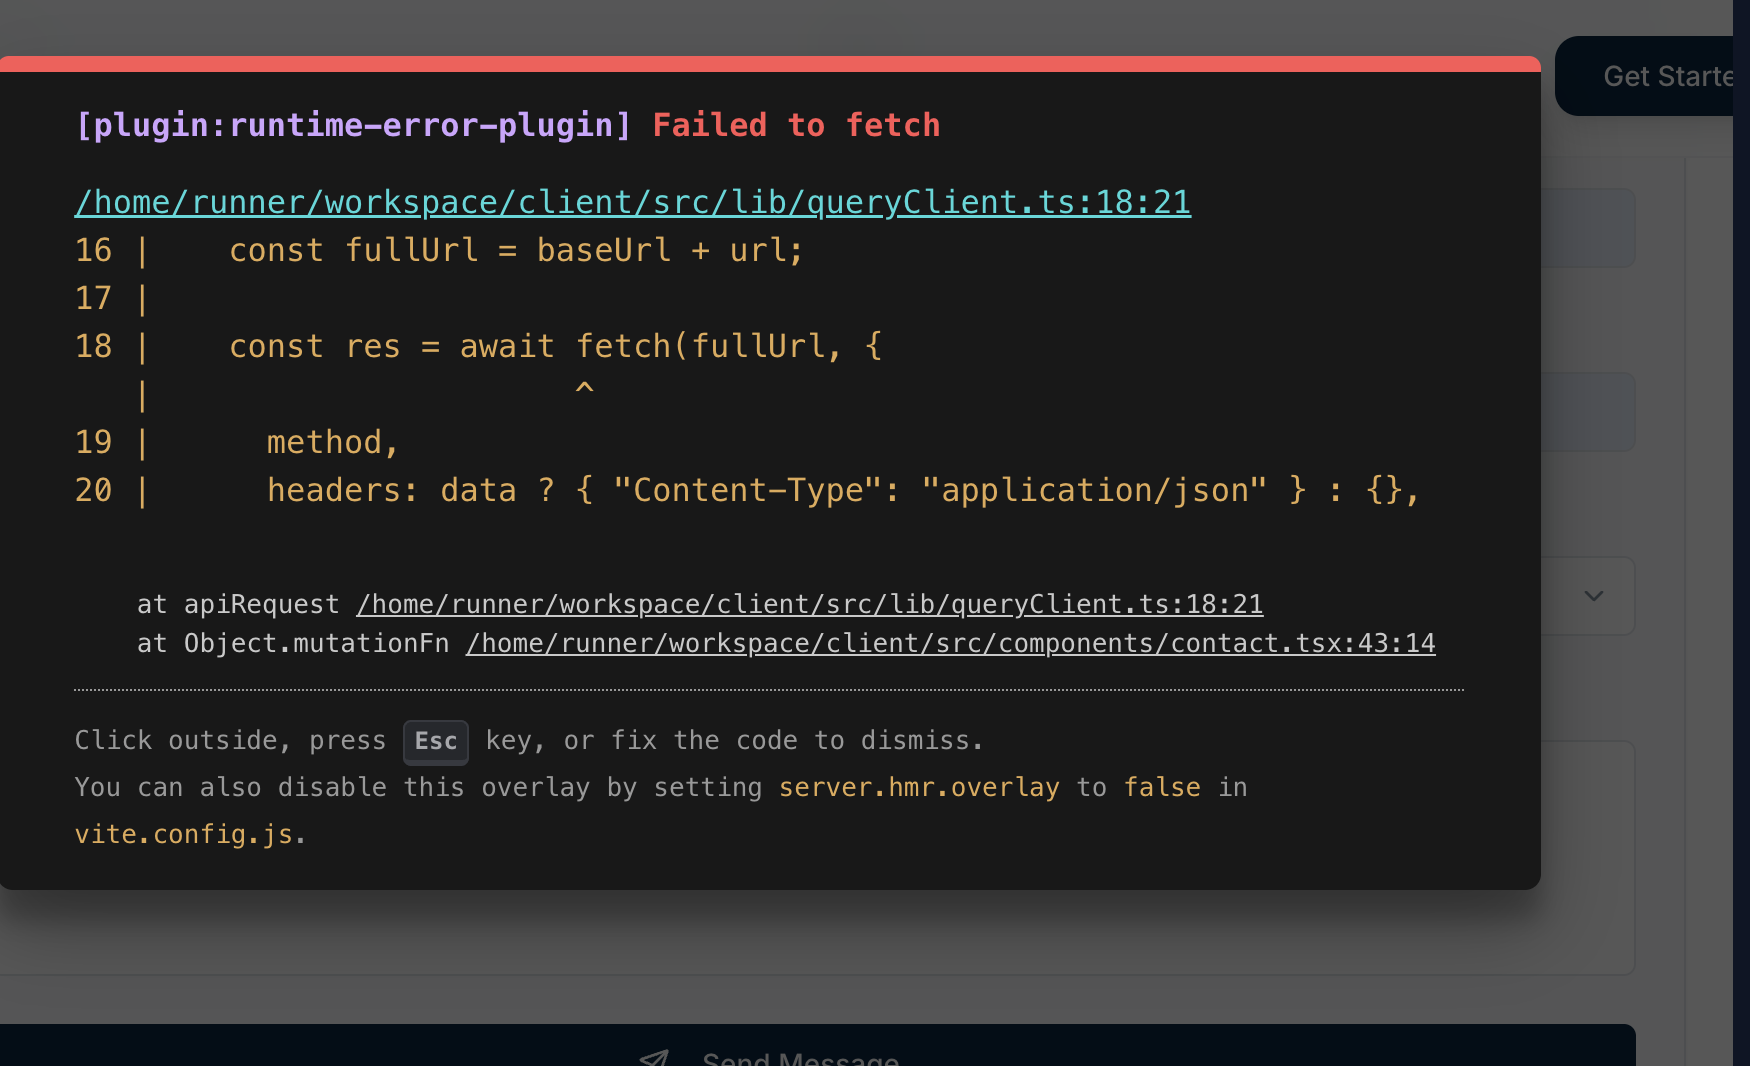 Get Starte
[plugin:runtime-error-plugin] Failed to fetch
/home/runner/workspace/client/src/lib/queryClient.ts:18:21
16 |    const fullUrl = baseUrl + url;
17 |
18 |    const res = await fetch(fullUrl, {
   |                      ^
19 |      method,
20 |      headers: data ? { "Content-Type": "application/json" } : {},
at apiRequest /home/runner/workspace/client/src/lib/queryClient.ts:18:21
at Object.mutationFn /home/runner/workspace/client/src/components/contact.tsx:43:14
Click outside, press Esc key, or fix the code to dismiss.
You can also disable this overlay by setting server.hmr.overlay to false in
vite.config.js.
Send Message